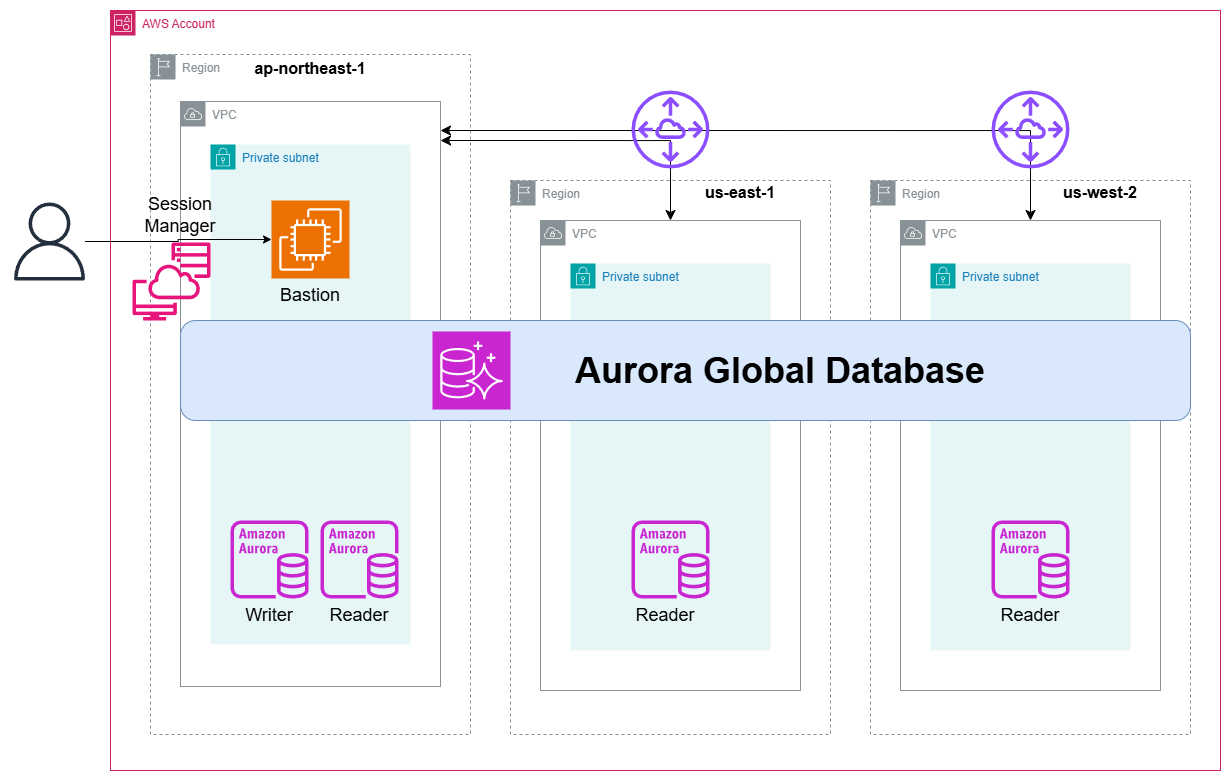 AWS Account
Region
ap-northeast-1
VPC
Private subnet
Session
Manager
Bastion
Region
us-east-1
VPC
Private subnet
Region
us-west-2
VPC
Private subnet
Aurora Global Database
Amazon
Aurora
Writer
Amazon
Aurora
Reader
Amazon
Aurora
Reader
Amazon
Aurora
Reader